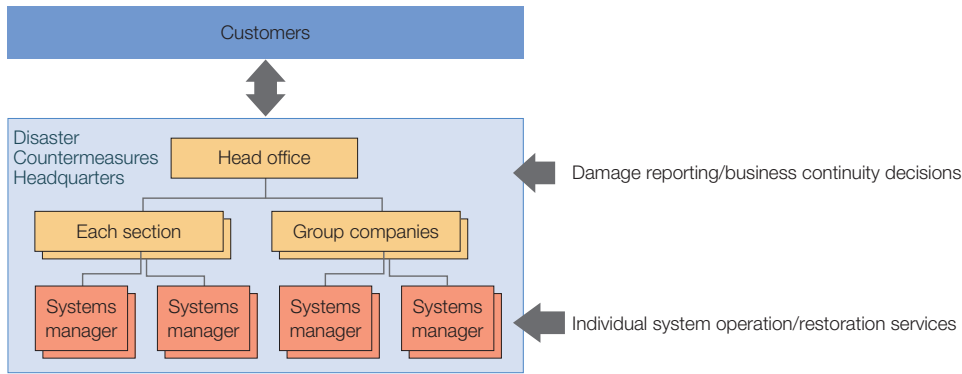 Customers
Disaster
Countermeasures
Headquarters
Head office
Damage reporting/business continuity decisions
Each section
Group companies
Systems
manager
Systems
manager
Systems
manager
Systems
manager
Individual system operation/restoration services